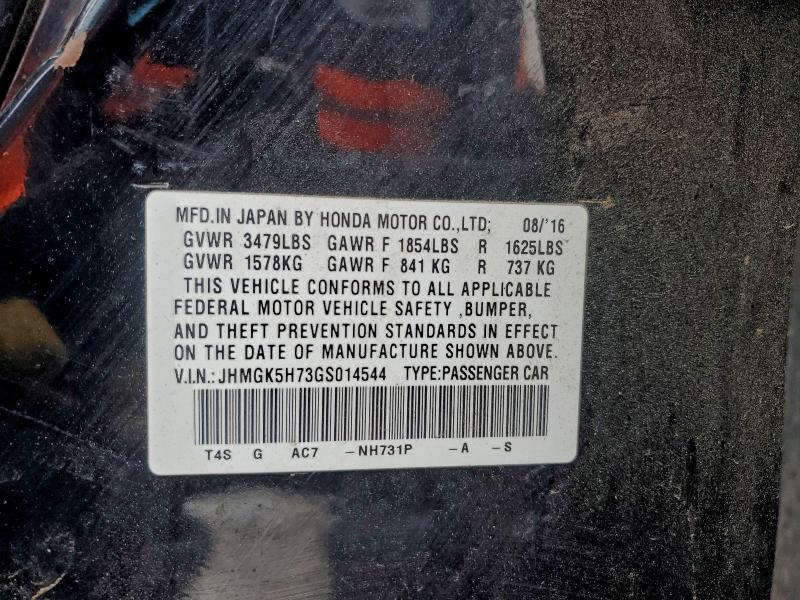 MFD.IN JAPAN BY HONDA MOTOR CO.,LTD; 08/'16
GVWR 3479LBS GAWR F 1854LBS R 1625LBS
GVWR 1578KG GAWR F 841 KG R 737 KG
THIS VEHICLE CONFORMS TO ALL APPLICABLE
FEDERAL MOTOR VEHICLE SAFETY ,BUMPER,
AND THEFT PREVENTION STANDARDS IN EFFECT
ON THE DATE OF MANUFACTURE SHOWN ABOVE.
V.I.N.:JHMGK5H73GS014544 TYPE:PASSENGER CAR
T4S G AC7 -NH731P -A -S